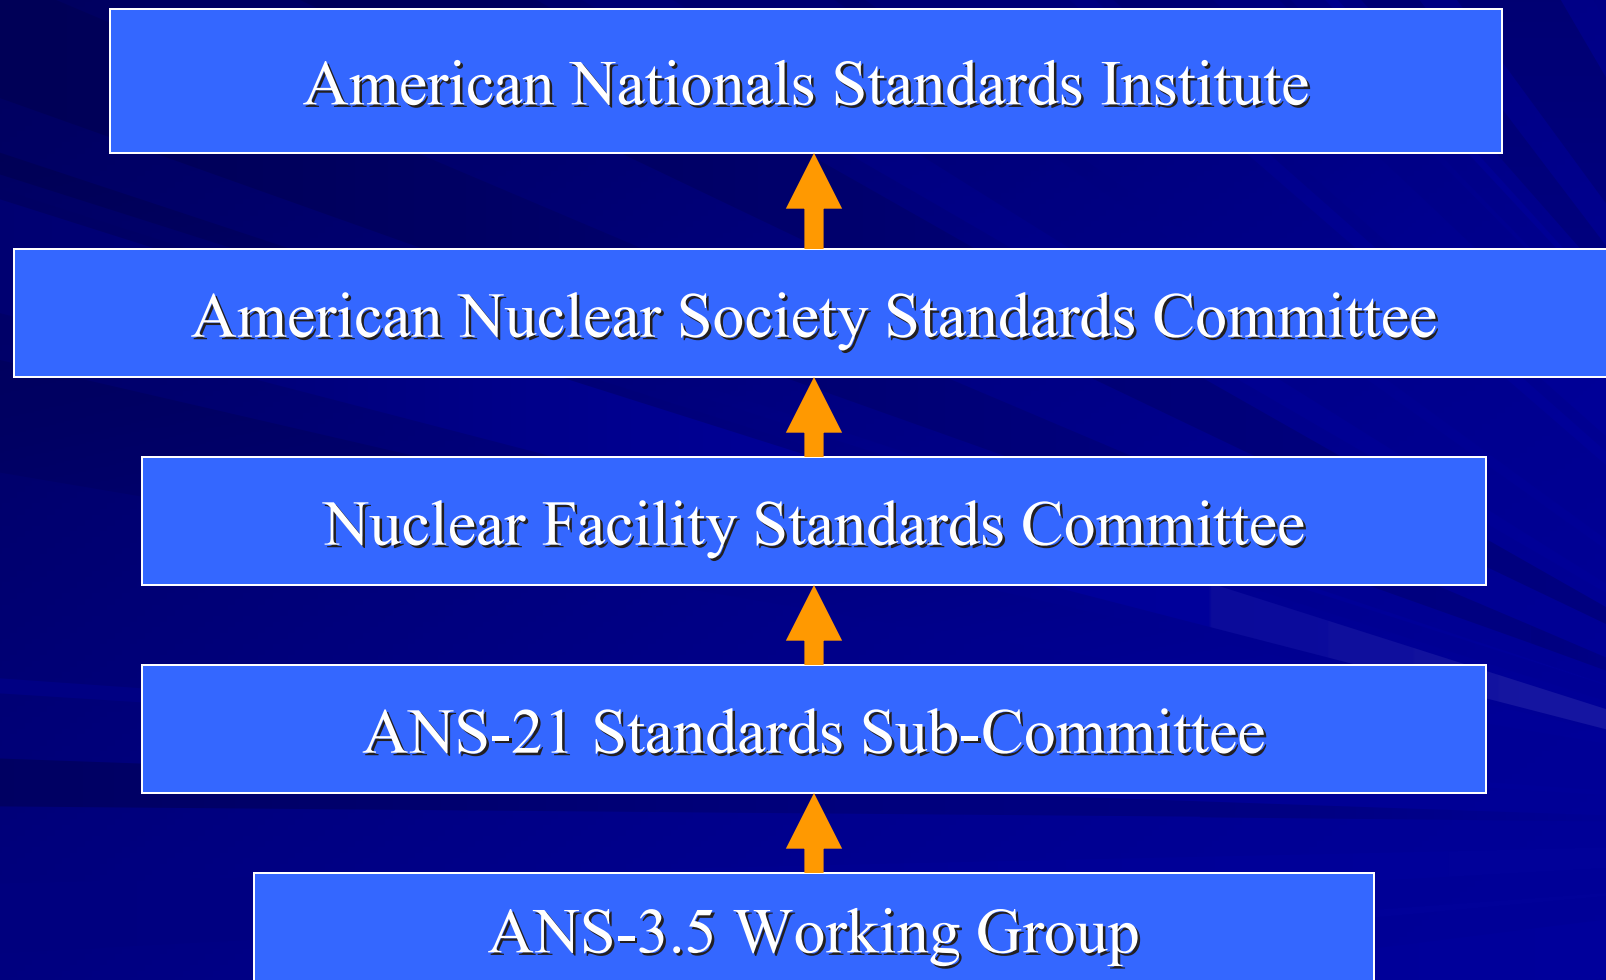 American Nationals Standards Institute
American Nuclear Society Standards Committee
Nuclear Facility Standards Committee
ANS-21 Standards Sub-Committee
ANS-3.5 Working Group